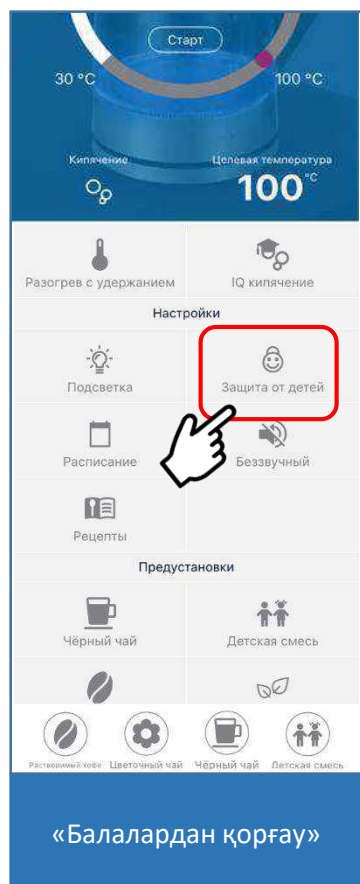 Старт
30 °C
100 °C
Кипячение
Целевая температура
100 °C
Разогрев с удержанием
IQ кипячение
Настройки
Подсветка
Защита от детей
Расписание
Беззвучный
Рецепты
Предустановки
Чёрный чай
Детская смесь
Растворимый кофе
Цветочный чай
Чёрный чай
Детская смесь
«Балалардан қорғау»